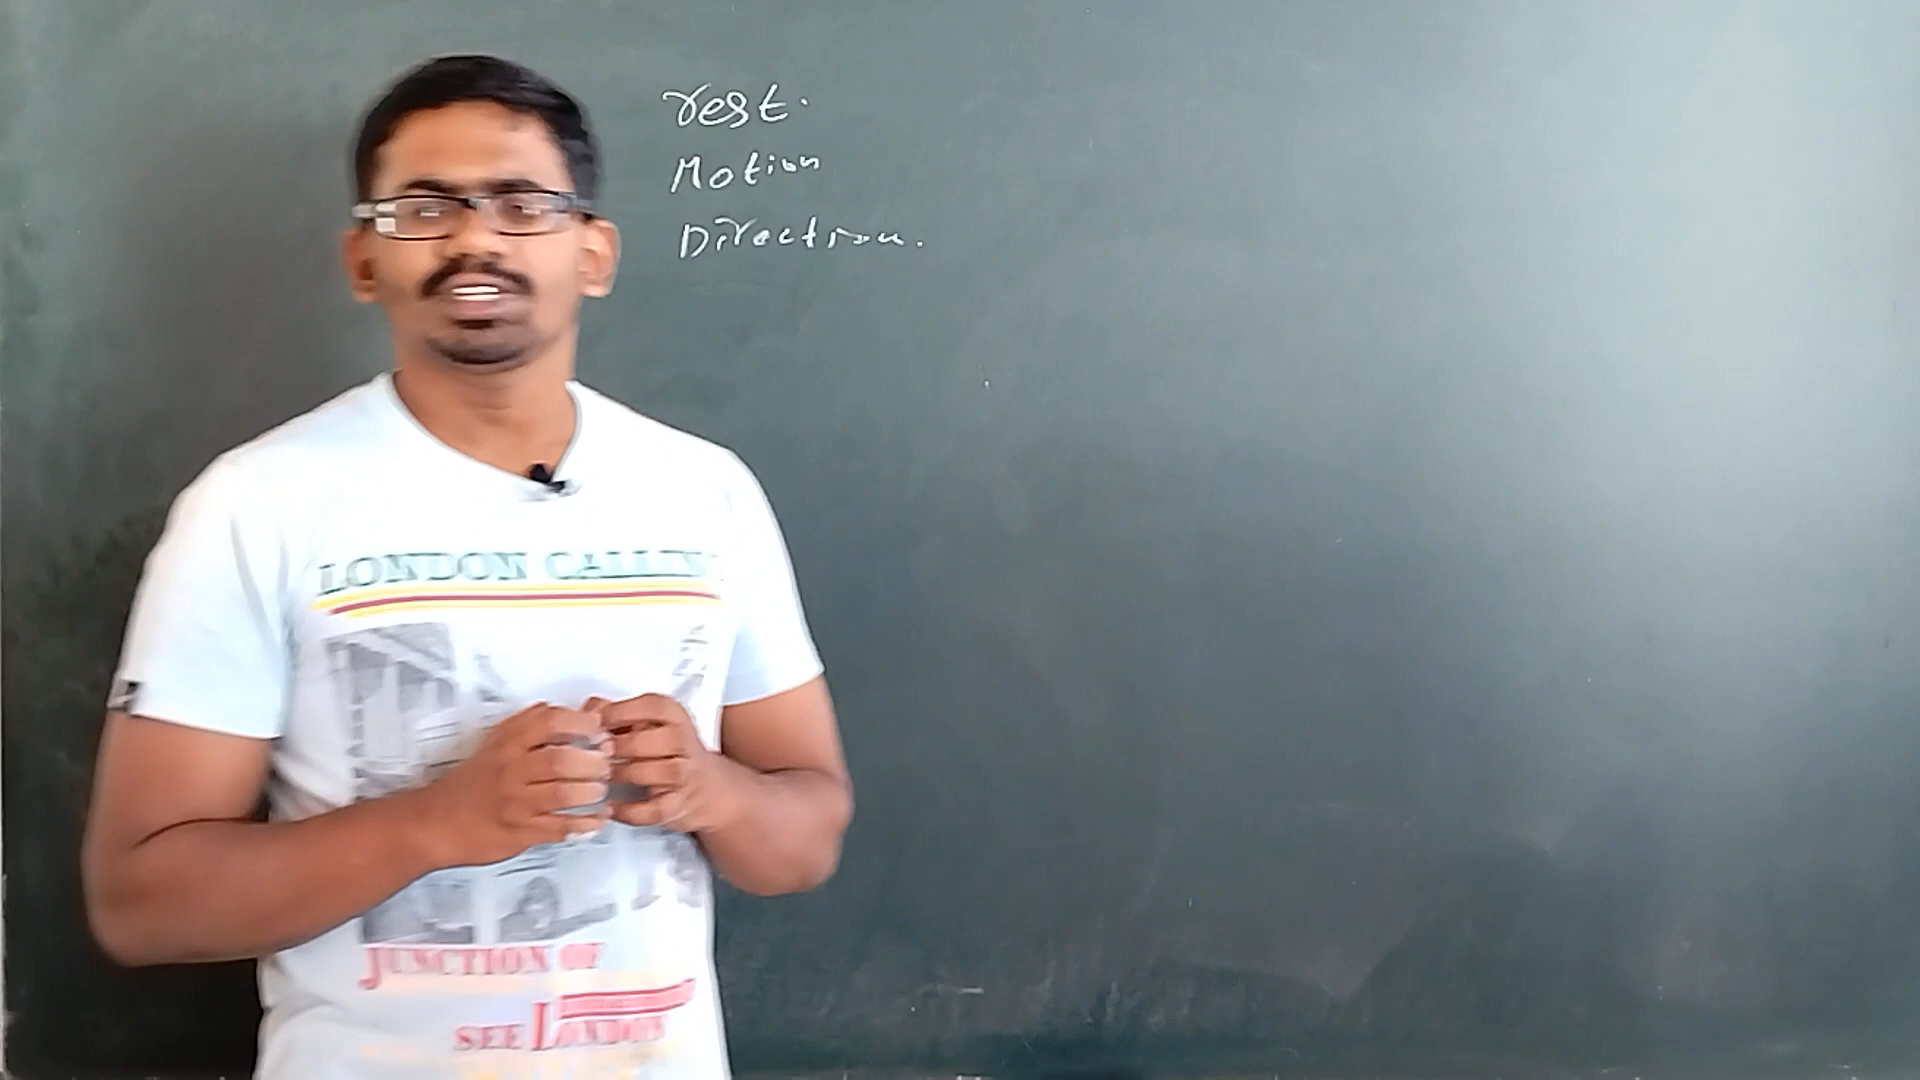 rest.
Motion
Direction.
LONDON CALLIN
JUNCTION OF
SEE LONDON